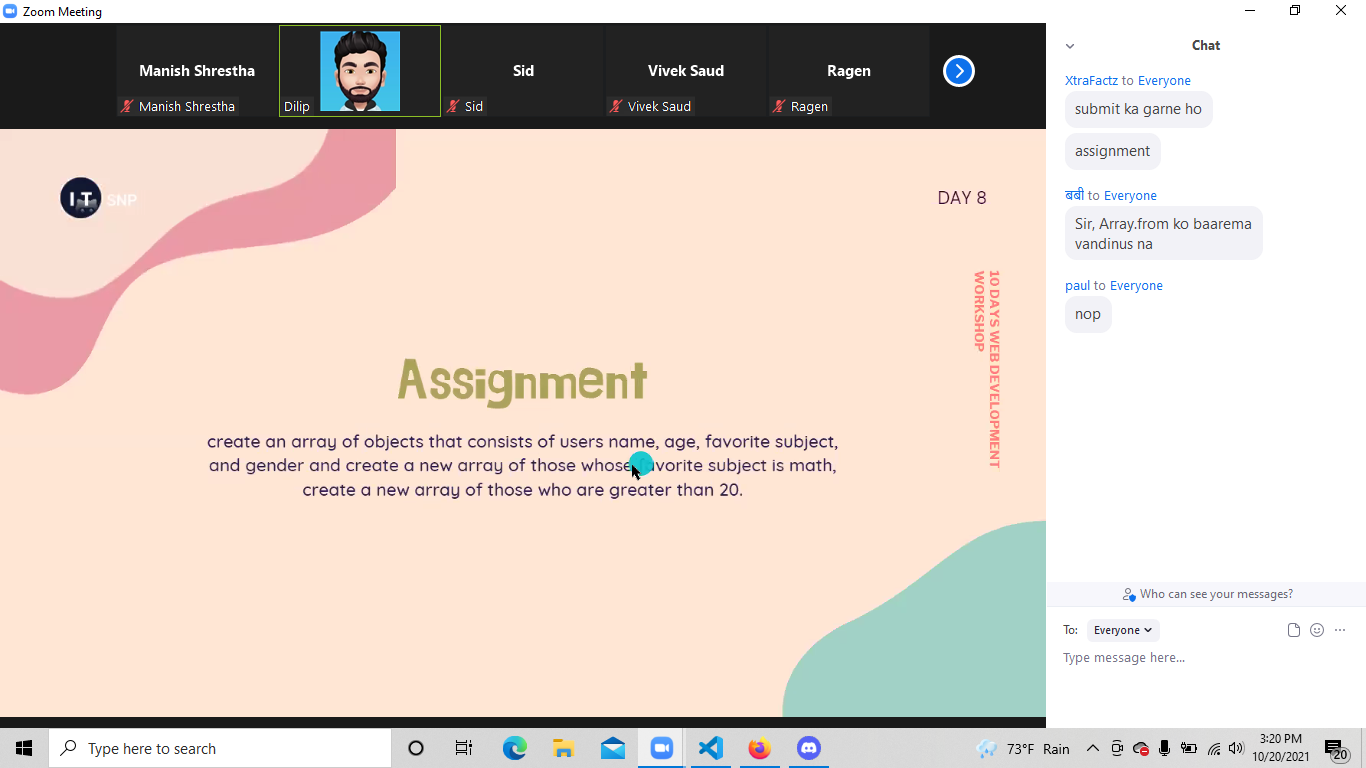 Zoom Meeting
Manish Shrestha
Manish Shrestha
Dilip
Sid
Sid
Vivek Saud
Vivek Saud
Ragen
Ragen
I T SNP
DAY 8
10 DAYS WEB DEVELOPMENT
WORKSHOP
Assignment
create an array of objects that consists of users name, age, favorite subject,
and gender and create a new array of those whose favorite subject is math,
create a new array of those who are greater than 20.
Chat
XtraFactz to Everyone
submit ka garne ho
assignment
बबी to Everyone
Sir, Array.from ko baarema
vandinus na
paul to Everyone
nop
Who can see your messages?
To: Everyone
Type message here...
Type here to search
73°F Rain
3:20 PM
10/20/2021
20